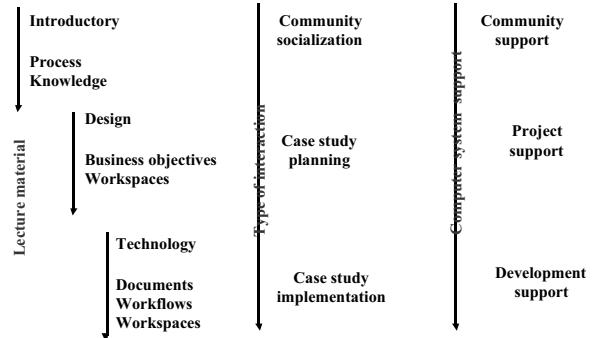 Introductory
Process
Knowledge
Design
Business objectives
Workspaces
Technology
Documents
Workflows
Workspaces
Lecture material
Community
socialization
Case study
planning
Case study
implementation
Type of interaction
Community
support
Project
support
Development
support
Computer system support